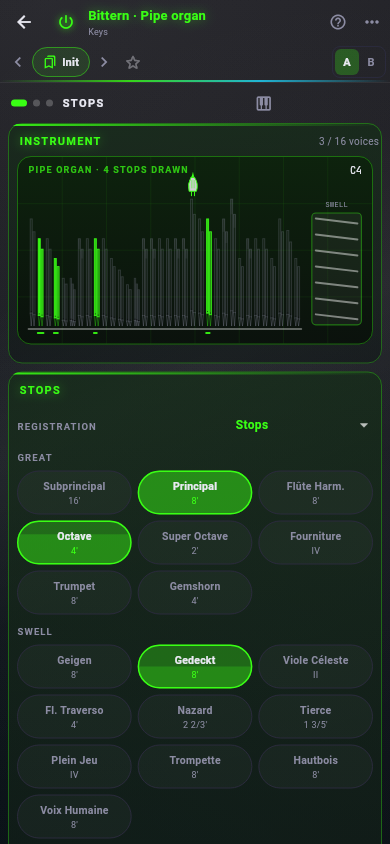 Bittern · Pipe organ
Keys
Init
A B
STOPS
INSTRUMENT
3 / 16 voices
PIPE ORGAN · 4 STOPS DRAWN
C4
SWELL
STOPS
REGISTRATION
Stops
GREAT
Subprincipal
16'
Principal
8'
Flûte Harm.
8'
Octave
4'
Super Octave
2'
Fourniture
IV
Trumpet
8'
Gemshorn
4'
SWELL
Geigen
8'
Gedeckt
8'
Viole Céleste
II
Fl. Traverso
4'
Nazard
2 2/3'
Tierce
1 3/5'
Plein Jeu
IV
Trompette
8'
Hautbois
8'
Voix Humaine
8'